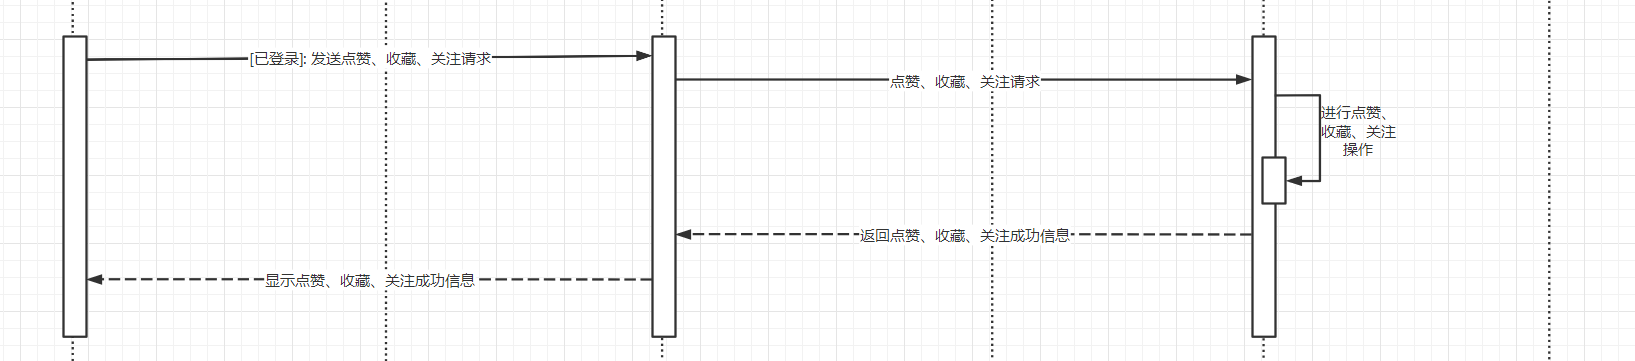 [已登录]: 发送点赞、收藏、关注请求
点赞、收藏、关注请求
进行点赞、
收藏、关注
操作
返回点赞、收藏、关注成功信息
显示点赞、收藏、关注成功信息